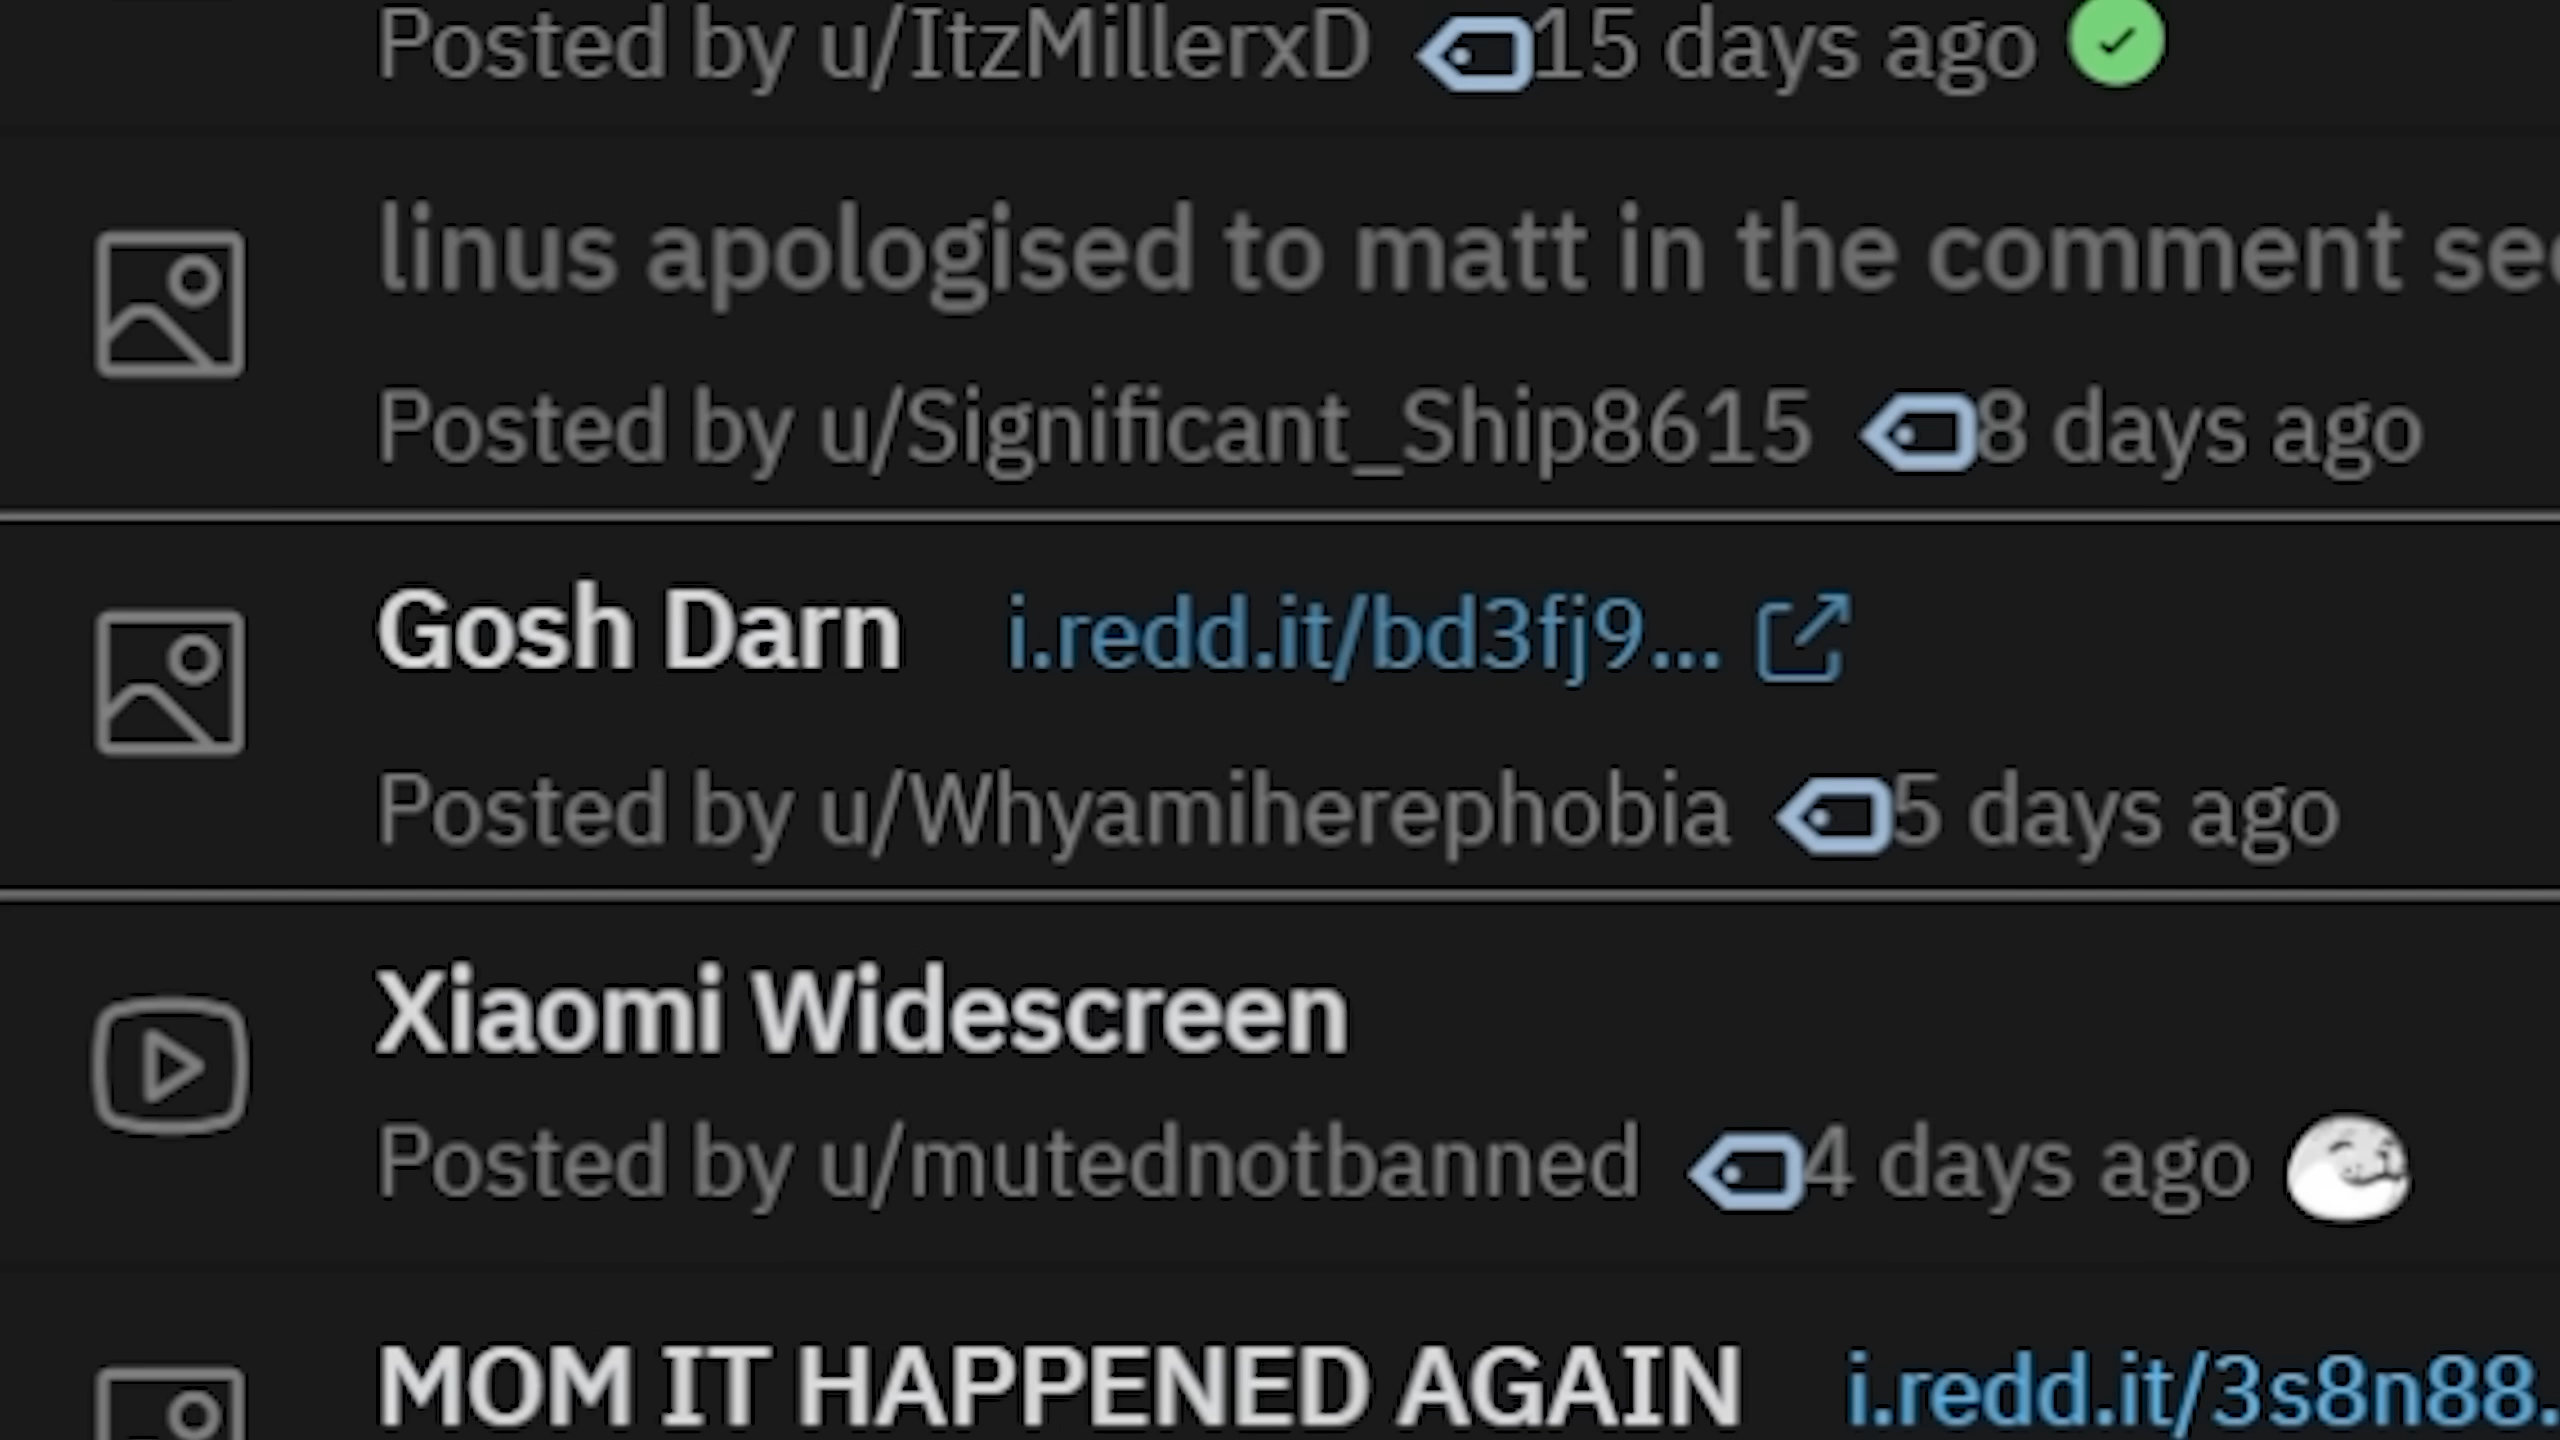 Posted by u/ItzMillerxD 15 days ago
linus apologised to matt in the comment
Posted by u/Significant_Ship8615 8 days ago
Gosh Darn i.redd.it/bd3fj9...
Posted by u/Whyamiherephobia 5 days ago
Xiaomi Widescreen
Posted by u/mutednotbanned 4 days ago
MOM IT HAPPENED AGAIN i.redd.it/3s8n88.